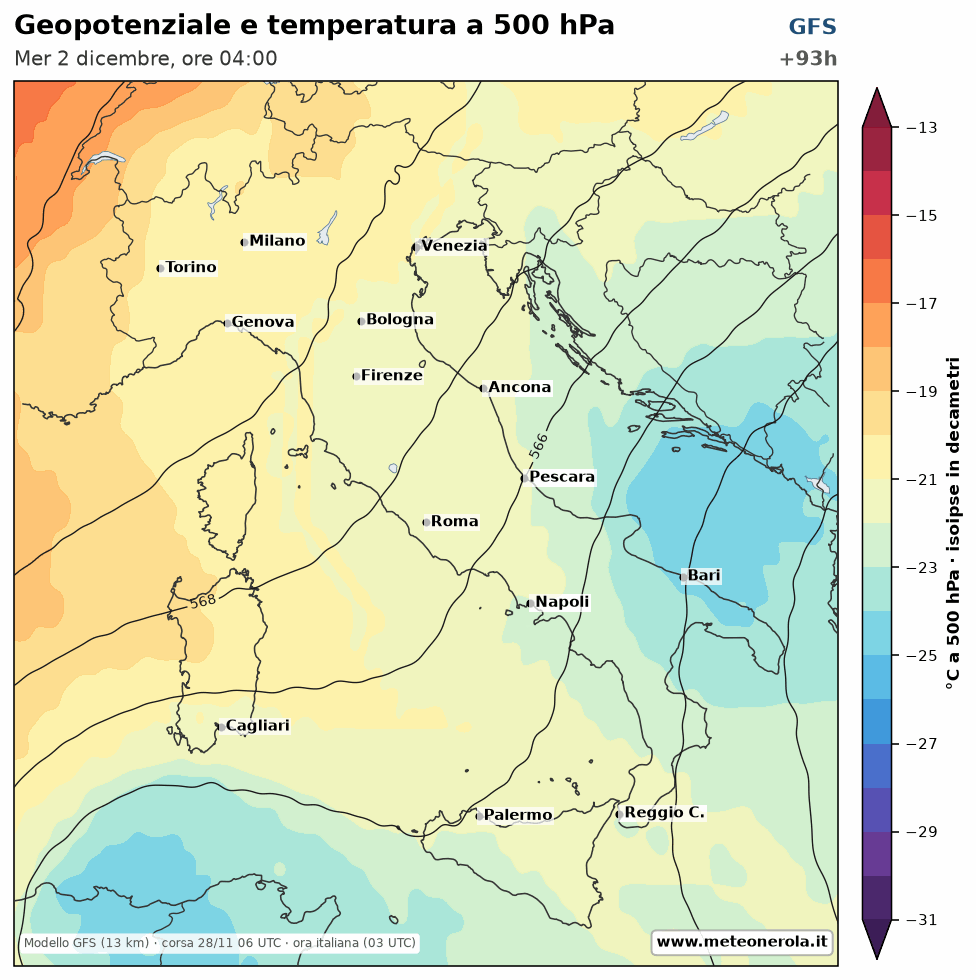 Geopotenziale e temperatura a 500 hPa
GFS
Mer 2 dicembre, ore 04:00
+93h
Milano
Venezia
Torino
Genova
Bologna
Firenze
Ancona
566
Pescara
Roma
Bari
568
Napoli
Cagliari
Palermo
Reggio C.
Modello GFS (13 km) · corsa 28/11 06 UTC · ora italiana (03 UTC)
www.meteonerola.it
−13
−15
−17
−19
−21
−23
−25
−27
−29
−31
°C a 500 hPa · isoipse in decametri